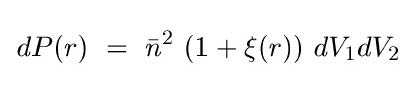 dP(r) = n̄² (1 + ξ(r)) dV₁dV₂